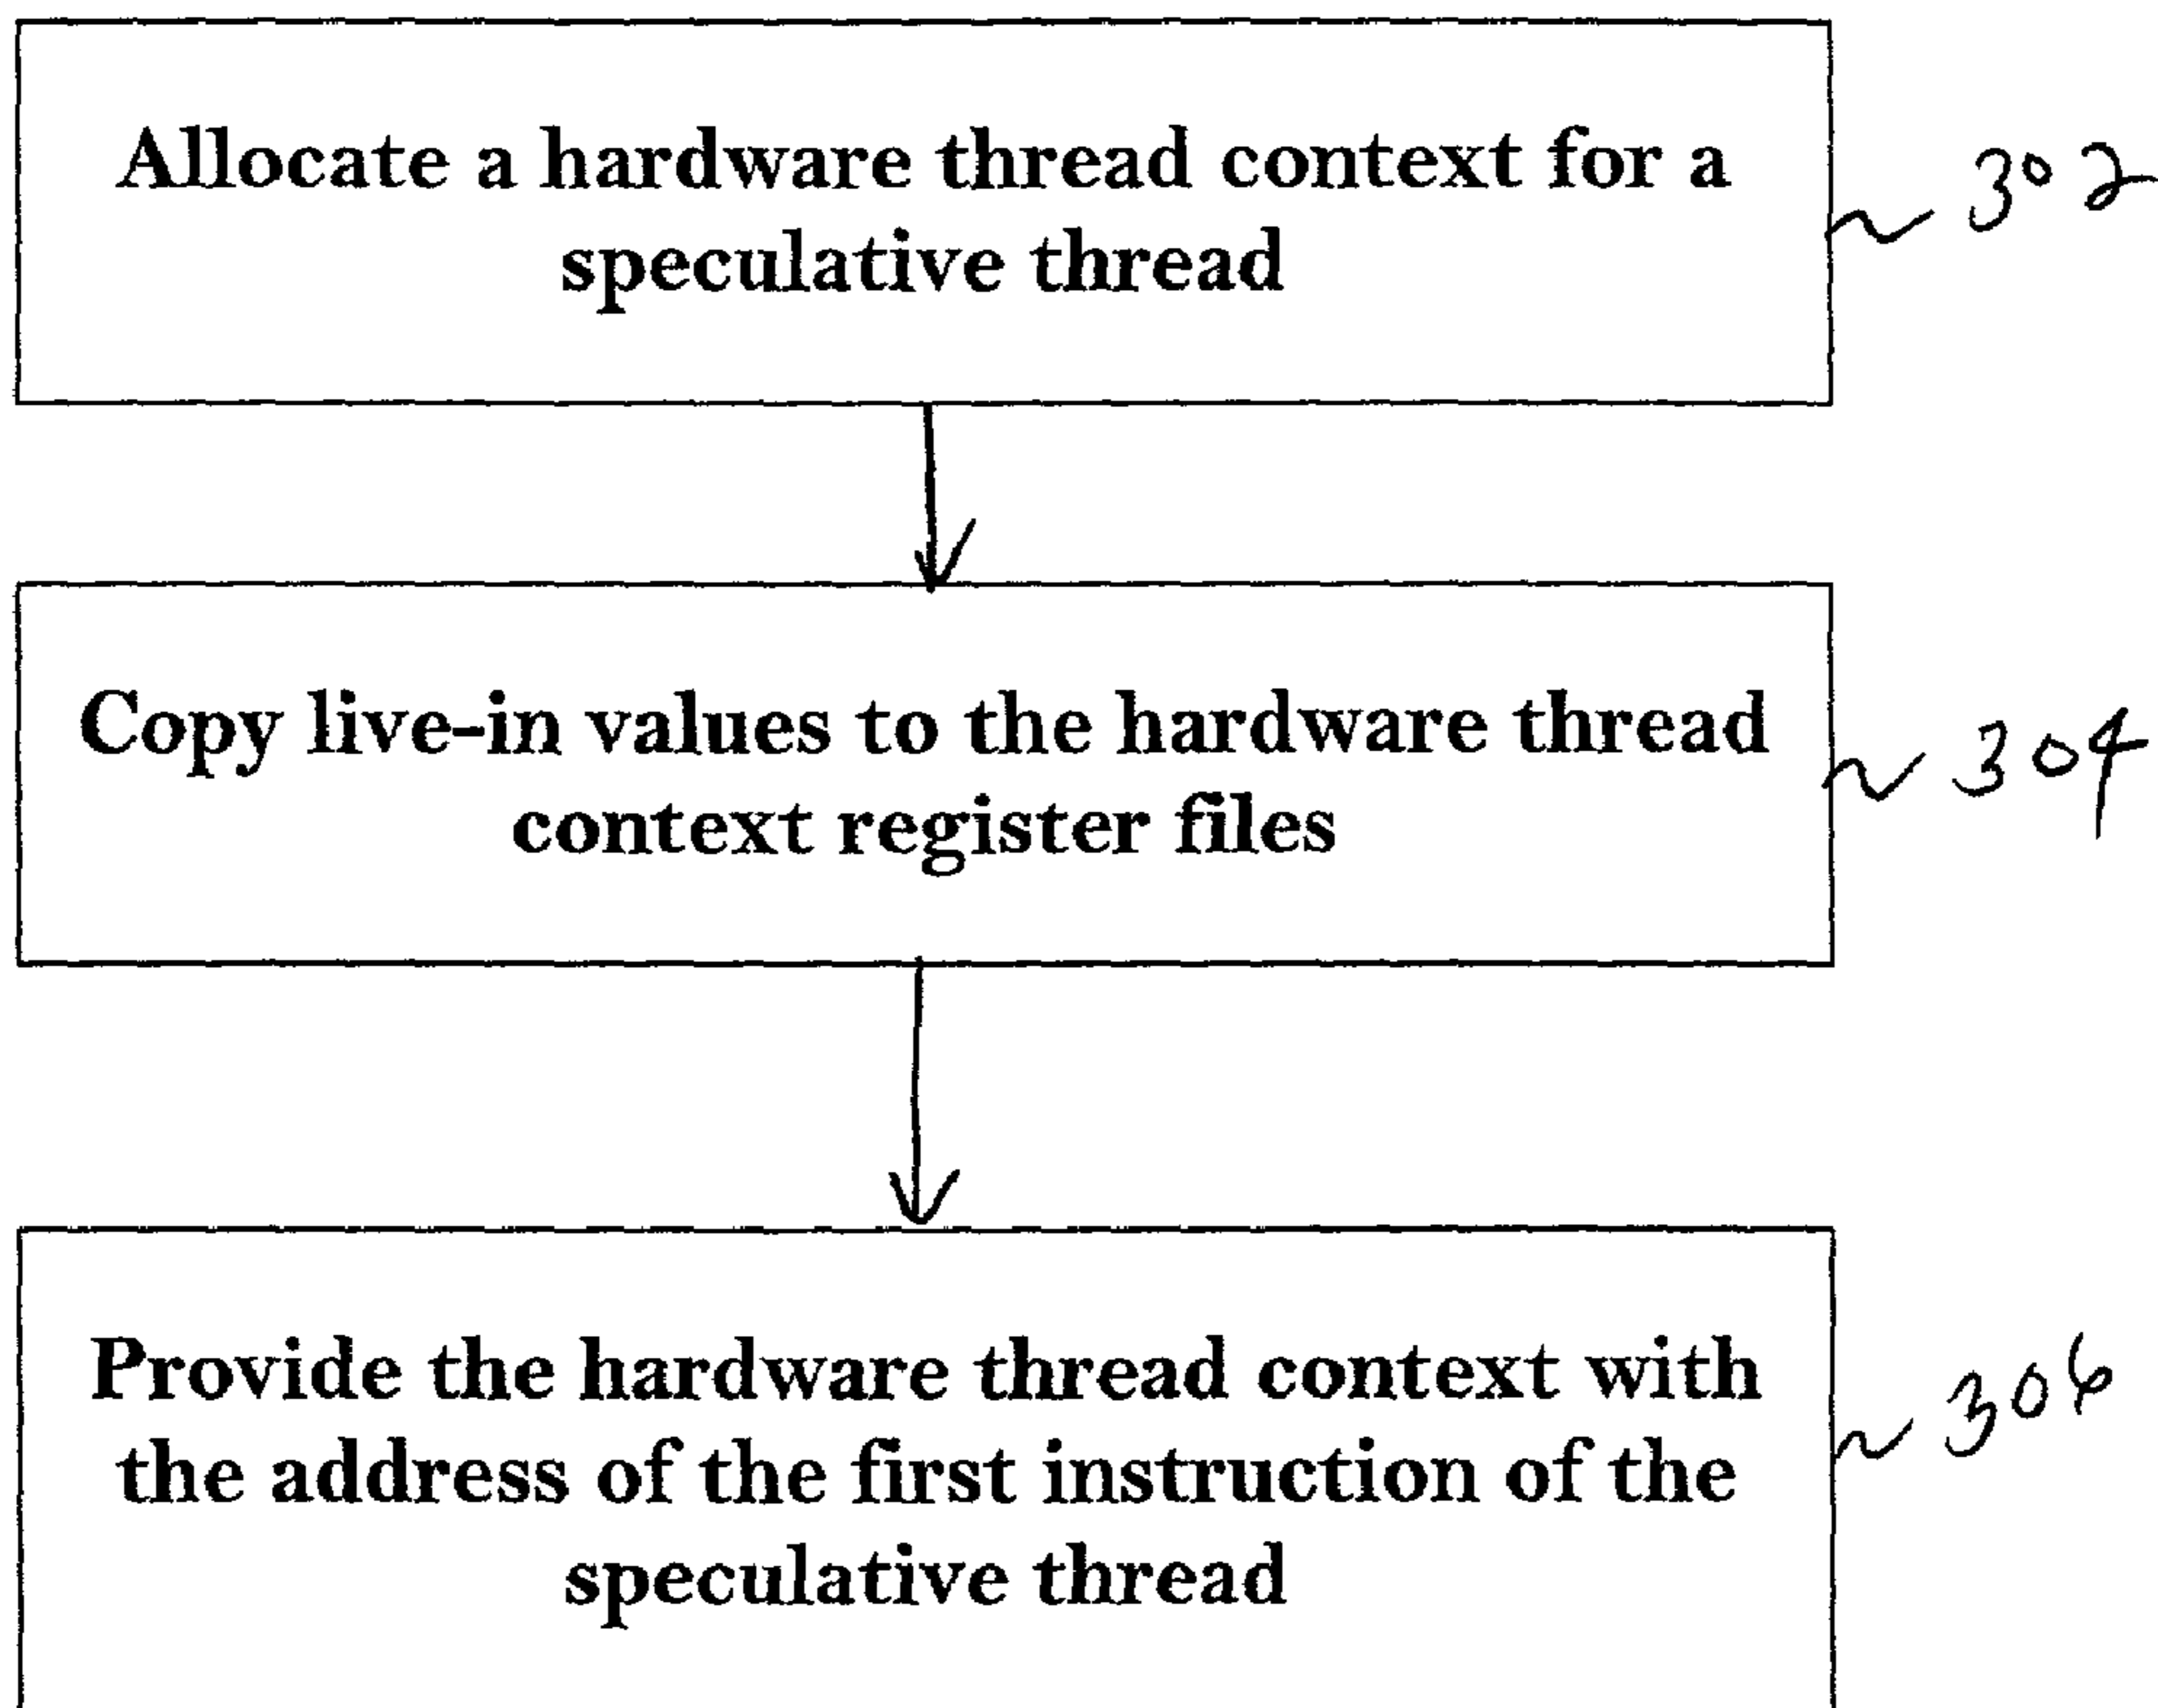 Allocate a hardware thread context for a
speculative thread
302
Copy live-in values to the hardware thread
context register files
304
Provide the hardware thread context with
the address of the first instruction of the
speculative thread
306